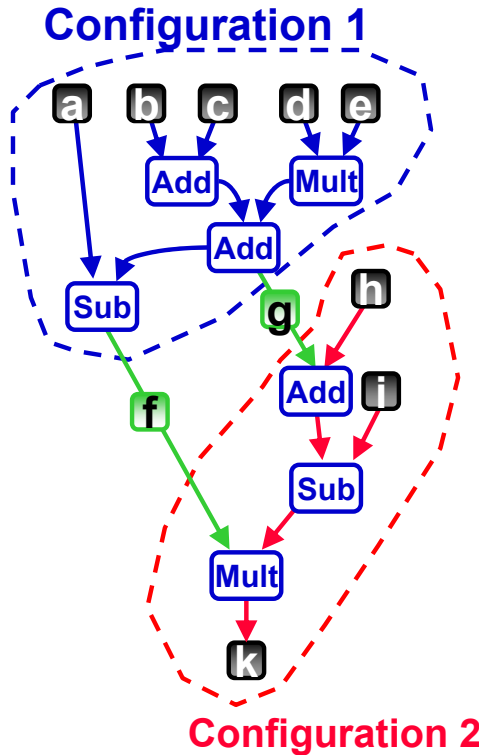 Configuration 1
a b c d e
Add Mult
Add
Sub
g
h
Add
i
f
Sub
Mult
k
Configuration 2